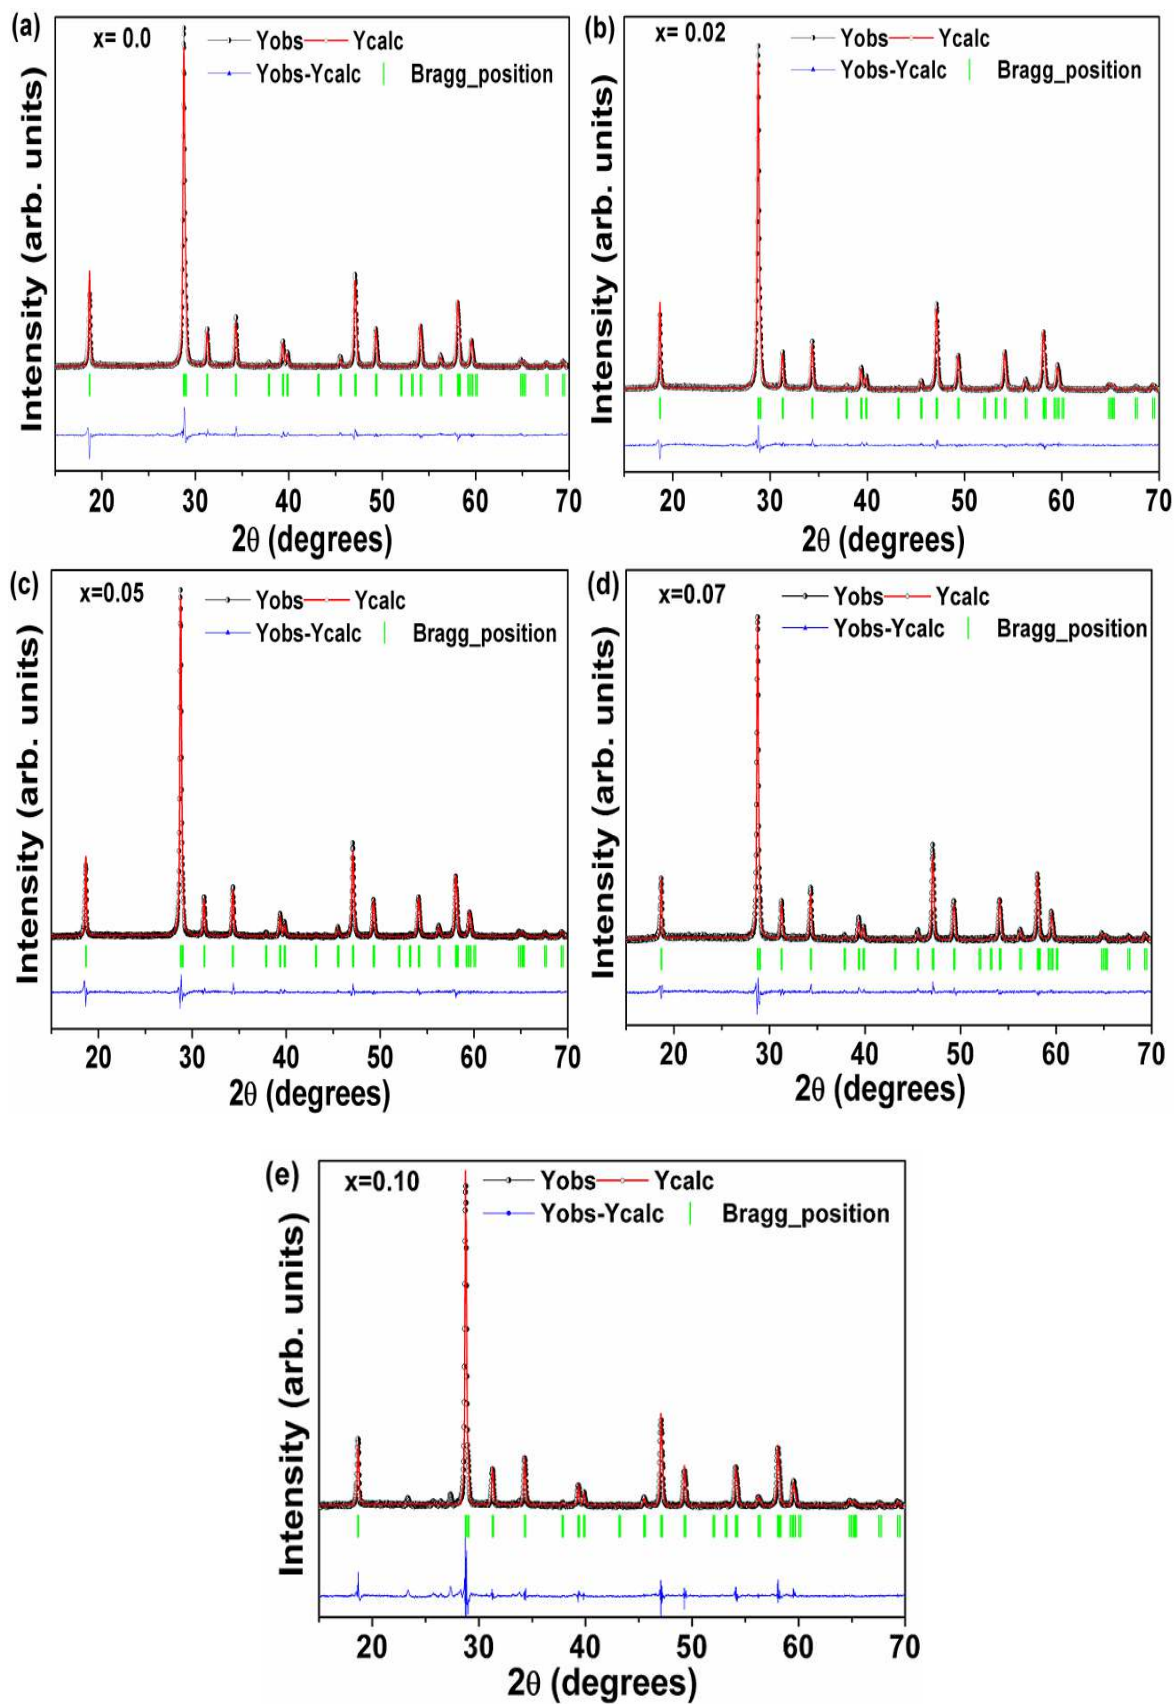 (a)
x= 0.0
Yobs Ycalc
Yobs-Ycalc Bragg_position
Intensity (arb. units)
20 30 40 50 60 70
2θ (degrees)
(b)
x= 0.02
Yobs Ycalc
Yobs-Ycalc Bragg_position
Intensity (arb. units)
20 30 40 50 60 70
2θ (degrees)
(c)
x=0.05
Yobs Ycalc
Yobs-Ycalc Bragg_position
Intensity (arb. units)
20 30 40 50 60 70
2θ (degrees)
(d)
x=0.07
Yobs Ycalc
Yobs-Ycalc Bragg_position
Intensity (arb. units)
20 30 40 50 60 70
2θ (degrees)
(e)
x=0.10
Yobs Ycalc
Yobs-Ycalc Bragg_position
Intensity (arb. units)
20 30 40 50 60 70
2θ (degrees)